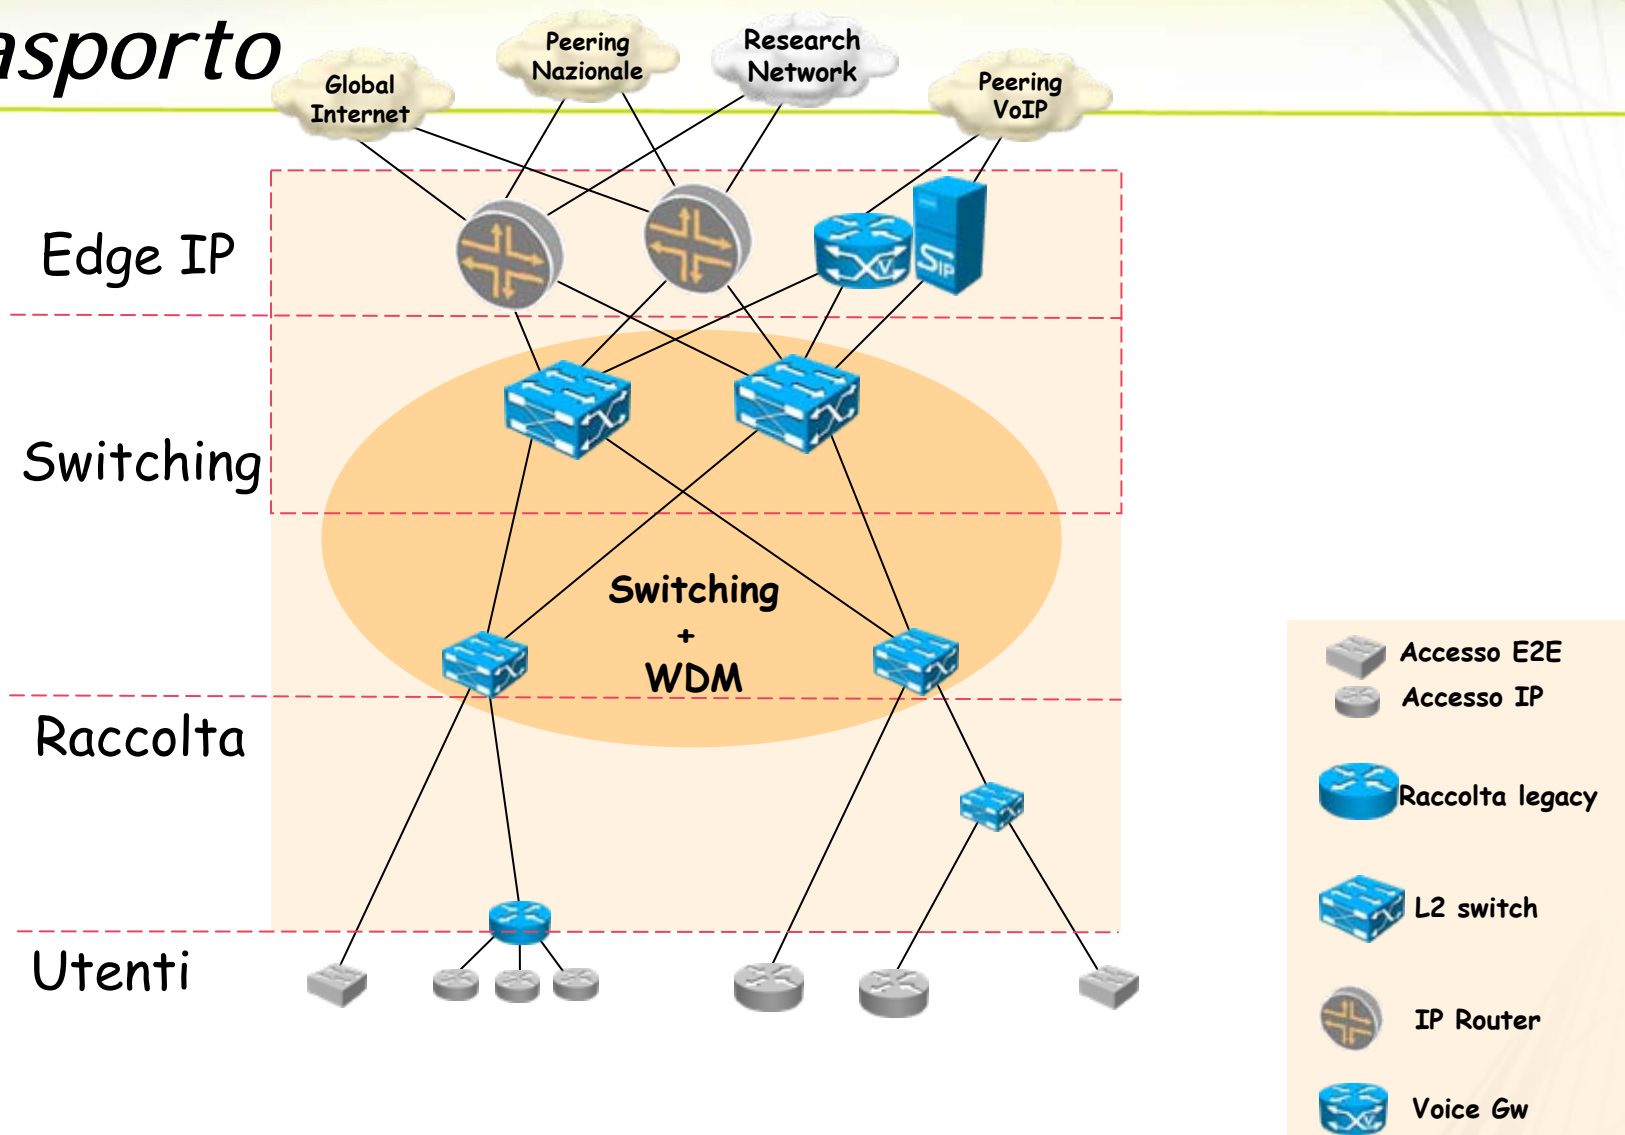 asporto
Global
Internet
Peering
Nazionale
Research
Network
Peering
VoIP
Edge IP
SIP
V
Switching
Switching
+
WDM
Raccolta
Utenti
Accesso E2E
Accesso IP
Raccolta legacy
L2 switch
IP Router
V
Voice Gw